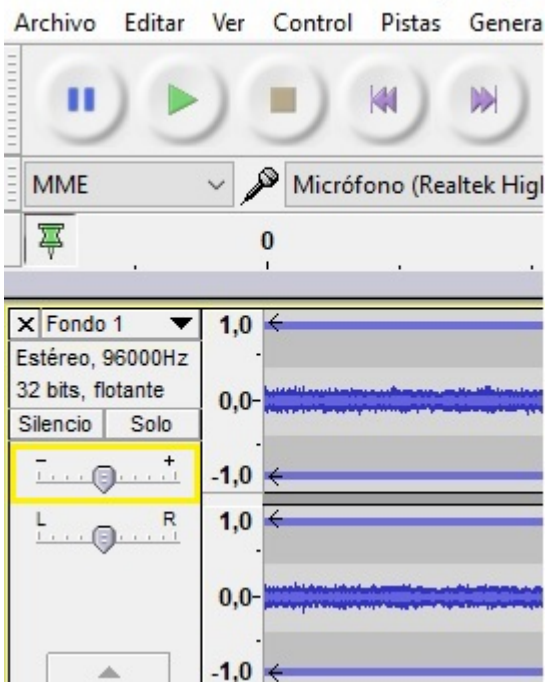 Archivo Editar Ver Control Pistas Genera
MME Micrófono (Realtek Higl
0
X Fondo 1
Estéreo, 96000Hz
32 bits, flotante
Silencio Solo
- +
L R
1,0
0,0-
-1,0
1,0
0,0-
-1,0